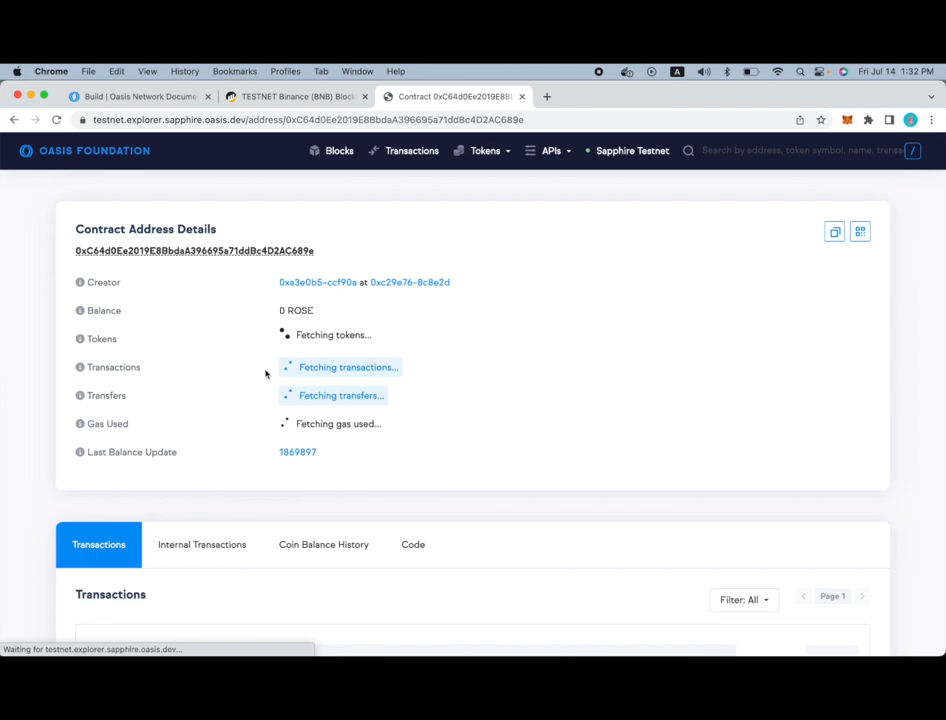 Chrome File Edit View History Bookmarks Profiles Tab Window Help A Fri Jul 14 1:32 PM
Build | Oasis Network Documen TESTNET Binance (BNB) Block Contract 0xC64d0Ee2019E8Bb
testnet.explorer.sapphire.oasis.dev/address/0xC64d0Ee2019E8BbdaA396695a71ddBc4D2AC689e
OASIS FOUNDATION Blocks Transactions Tokens APIs Sapphire Testnet Search by address, token symbol, name, transa /
Contract Address Details
0xC64d0Ee2019E8BbdaA396695a71ddBc4D2AC689e
Creator 0xa3e0b5-ccf90a at 0xc29e76-8c8e2d
Balance 0 ROSE
Tokens Fetching tokens...
Transactions Fetching transactions...
Transfers Fetching transfers...
Gas Used Fetching gas used...
Last Balance Update 1869897
Transactions Internal Transactions Coin Balance History Code
Transactions Filter: All Page 1
Waiting for testnet.explorer.sapphire.oasis.dev...